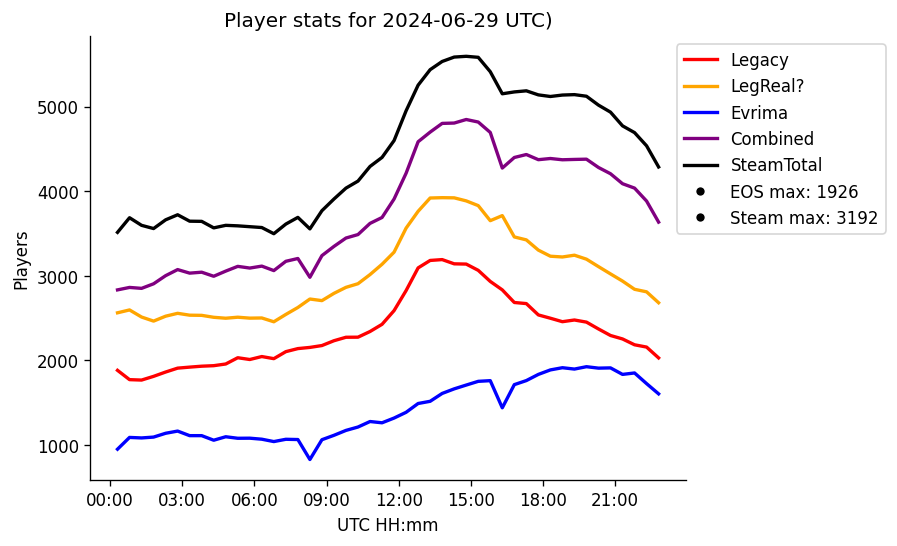 Player stats for 2024-06-29 UTC)
Legacy
LegReal?
Evrima
Combined
SteamTotal
EOS max: 1926
Steam max: 3192
Players
5000
4000
3000
2000
1000
00:00 03:00 06:00 09:00 12:00 15:00 18:00 21:00
UTC HH:mm